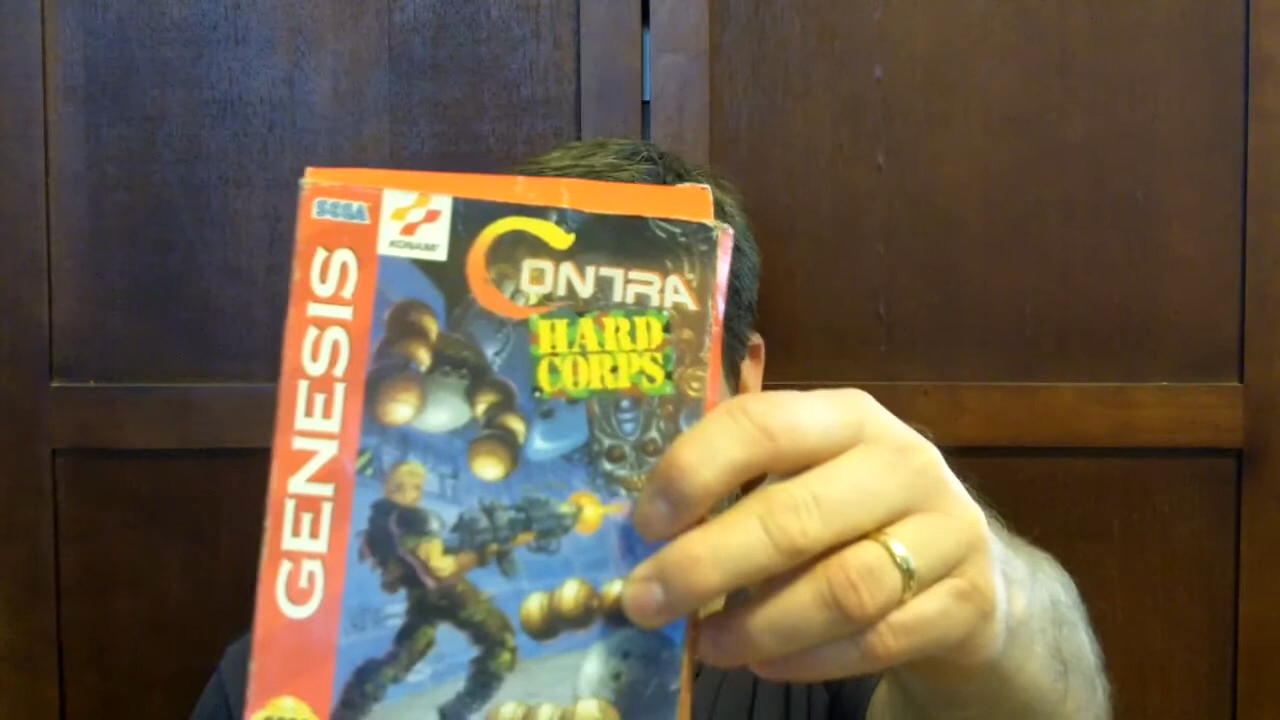 SEGA
GENESIS
KONAMI
CONTRA
HARD
CORPS